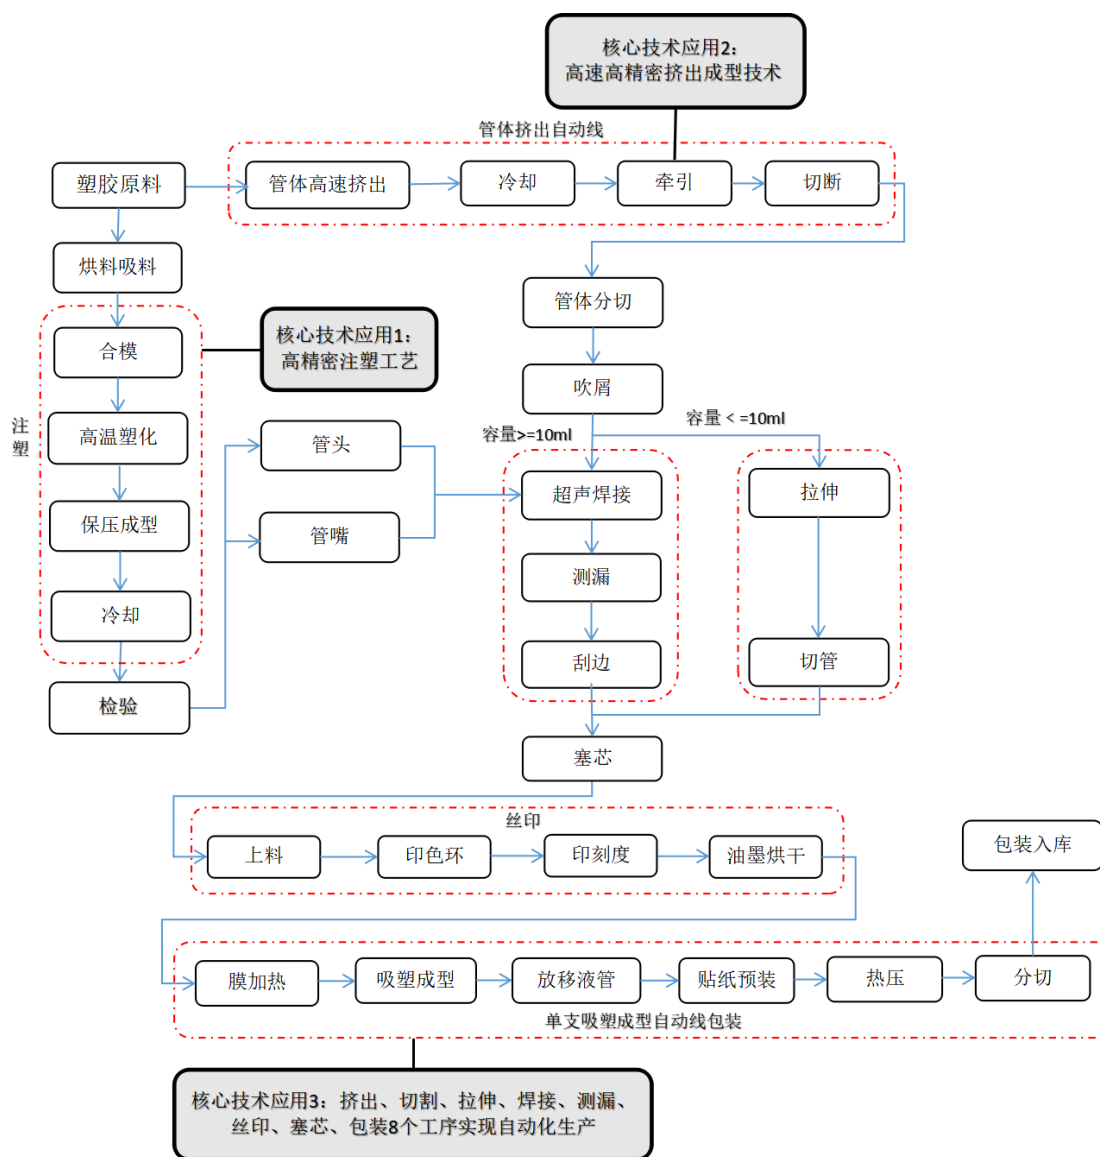 核心技术应用2：
高速高精密挤出成型技术
管体挤出自动线
塑胶原料
管体高速挤出
冷却
牵引
切断
烘料吸料
管体分切
核心技术应用1：
高精密注塑工艺
合模
吹屑
注
塑
高温塑化
管头
容量>=10ml
容量 < =10ml
超声焊接
拉伸
保压成型
管嘴
测漏
冷却
刮边
切管
检验
塞芯
丝印
上料
印色环
印刻度
油墨烘干
包装入库
膜加热
吸塑成型
放移液管
贴纸预装
热压
分切
单支吸塑成型自动线包装
核心技术应用3：挤出、切割、拉伸、焊接、测漏、
丝印、塞芯、包装8个工序实现自动化生产